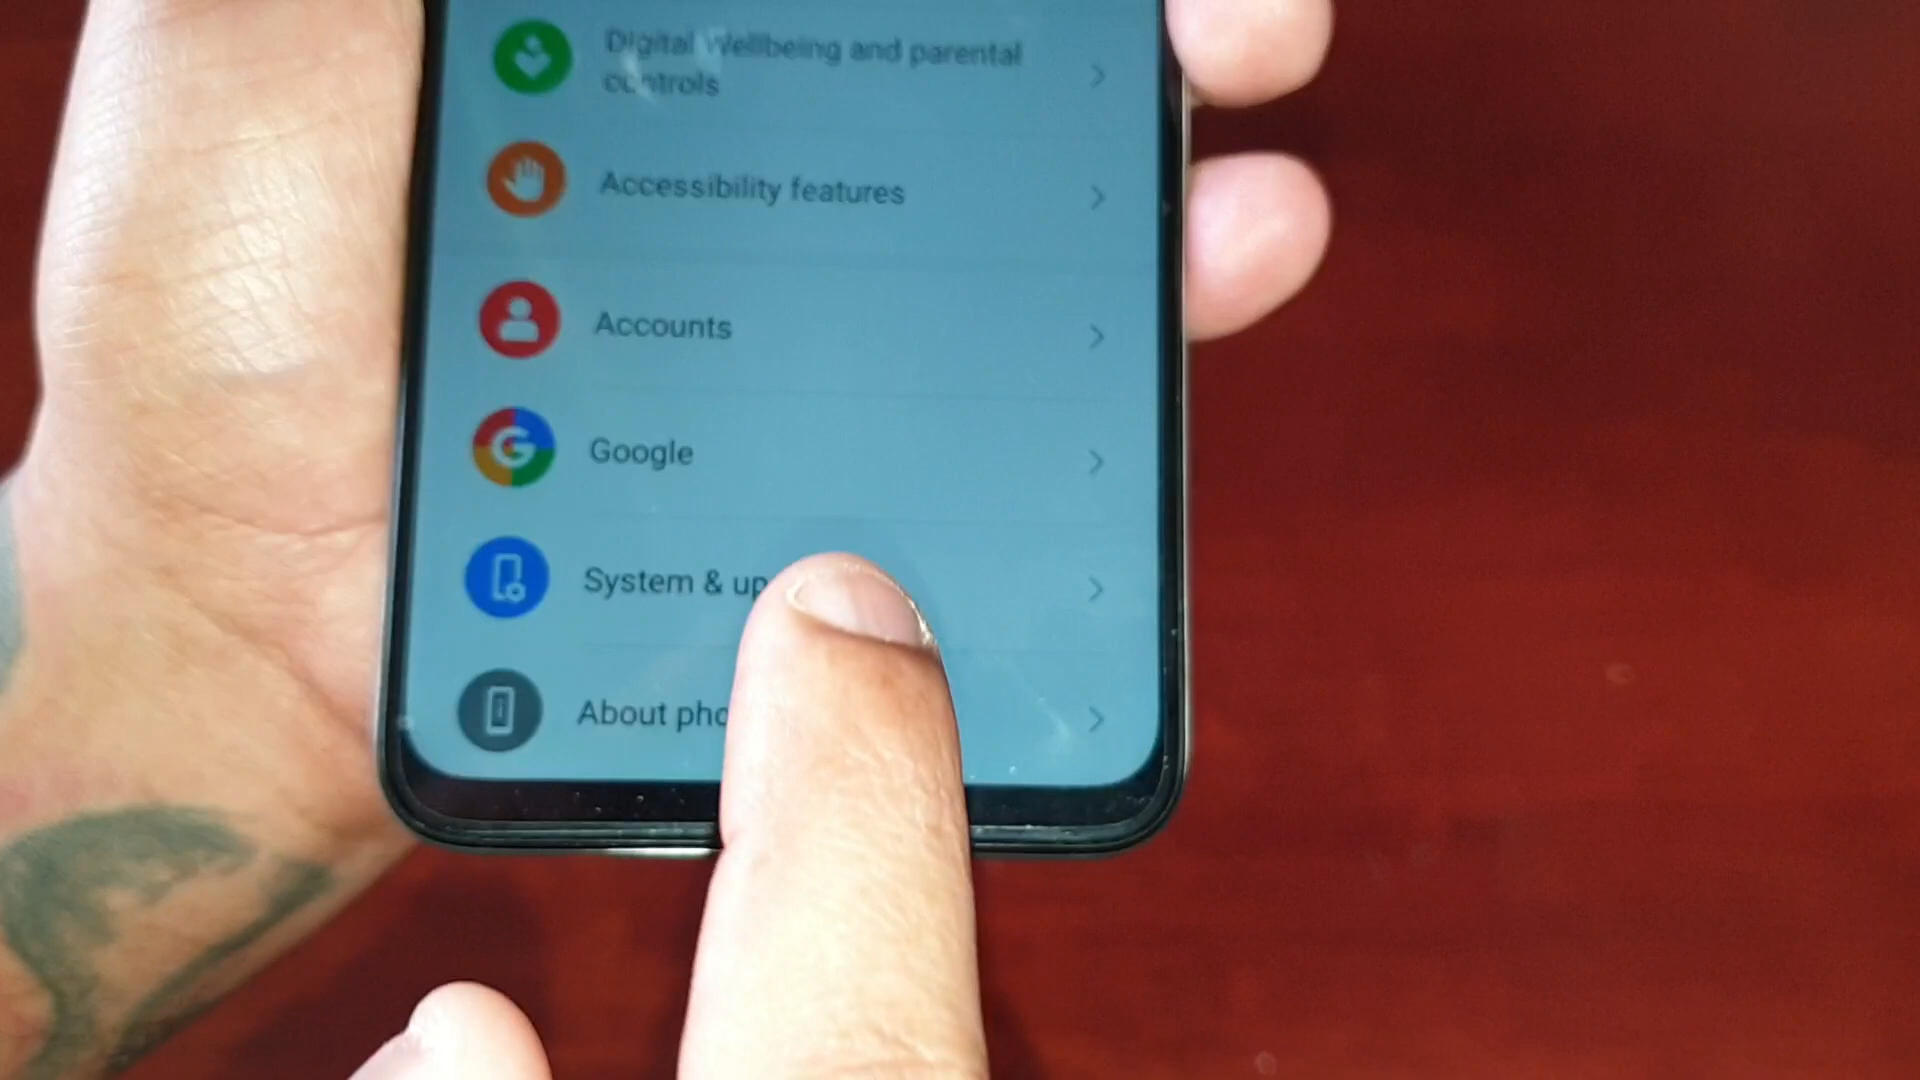 Digital Wellbeing and parental
controls
Accessibility features
Accounts
Google
System & up
About pho